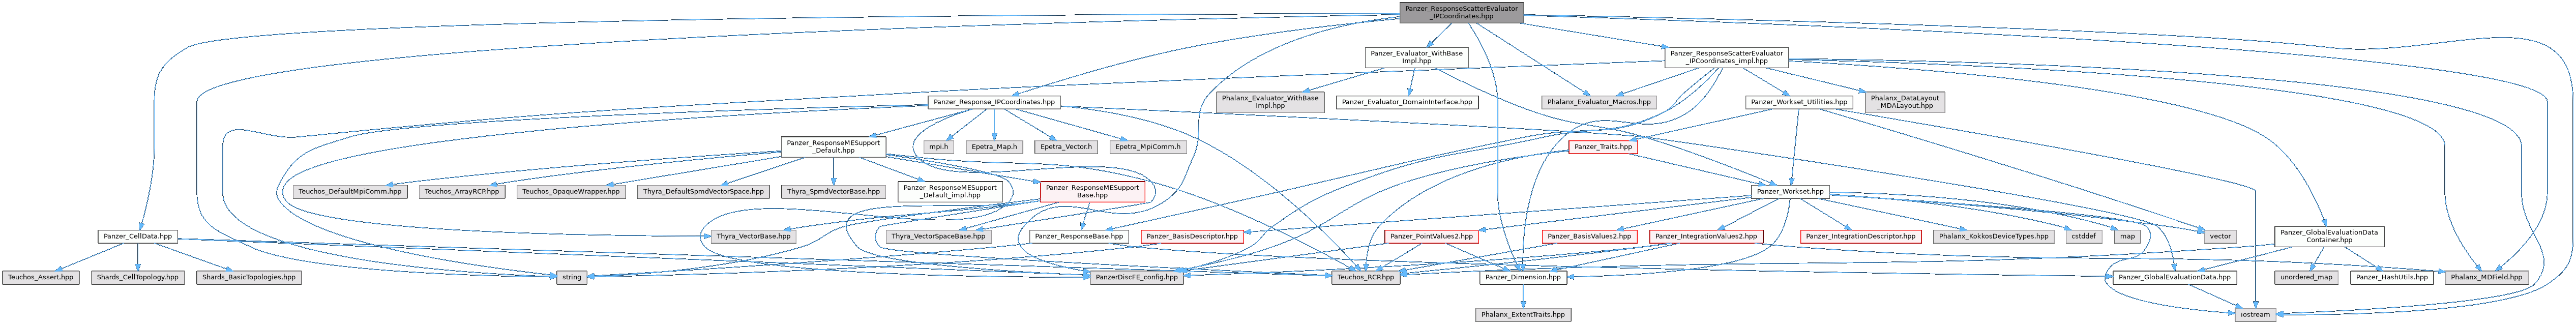 Panzer_ResponseScatterEvaluator
_IPCoordinates.hpp
Panzer_Evaluator_WithBase
Impl.hpp
Panzer_ResponseScatterEvaluator
_IPCoordinates_impl.hpp
Panzer_Response_IPCoordinates.hpp
Phalanx_Evaluator_WithBase
Impl.hpp
Panzer_Evaluator_DomainInterface.hpp
Phalanx_Evaluator_Macros.hpp
Panzer_Workset_Utilities.hpp
Phalanx_DataLayout
_MDALayout.hpp
Panzer_ResponseMESupport
_Default.hpp
mpi.h
Epetra_Map.h
Epetra_Vector.h
Epetra_MpiComm.h
Panzer_Traits.hpp
Teuchos_DefaultMpiComm.hpp
Teuchos_ArrayRCP.hpp
Teuchos_OpaqueWrapper.hpp
Thyra_DefaultSpmdVectorSpace.hpp
Thyra_SpmdVectorBase.hpp
Panzer_ResponseMESupport
_Default_impl.hpp
Panzer_ResponseMESupport
Base.hpp
Panzer_Workset.hpp
Panzer_CellData.hpp
Thyra_VectorBase.hpp
Thyra_VectorSpaceBase.hpp
Panzer_ResponseBase.hpp
Panzer_BasisDescriptor.hpp
Panzer_PointValues2.hpp
Panzer_BasisValues2.hpp
Panzer_IntegrationValues2.hpp
Panzer_IntegrationDescriptor.hpp
Phalanx_KokkosDeviceTypes.hpp
cstddef
map
vector
Panzer_GlobalEvaluationData
Container.hpp
Teuchos_Assert.hpp
Shards_CellTopology.hpp
Shards_BasicTopologies.hpp
string
PanzerDiscFE_config.hpp
Teuchos_RCP.hpp
Panzer_Dimension.hpp
Panzer_GlobalEvaluationData.hpp
unordered_map
Panzer_HashUtils.hpp
Phalanx_MDField.hpp
Phalanx_ExtentTraits.hpp
iostream